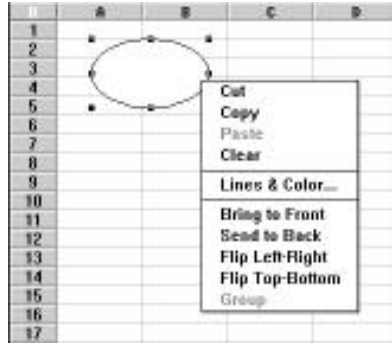 A B C D
1
2
3
4
5
6
7
8
9
10
11
12
13
14
15
16
17
Cut
Copy
Paste
Clear
Lines & Color...
Bring to Front
Send to Back
Flip Left-Right
Flip Top-Bottom
Group